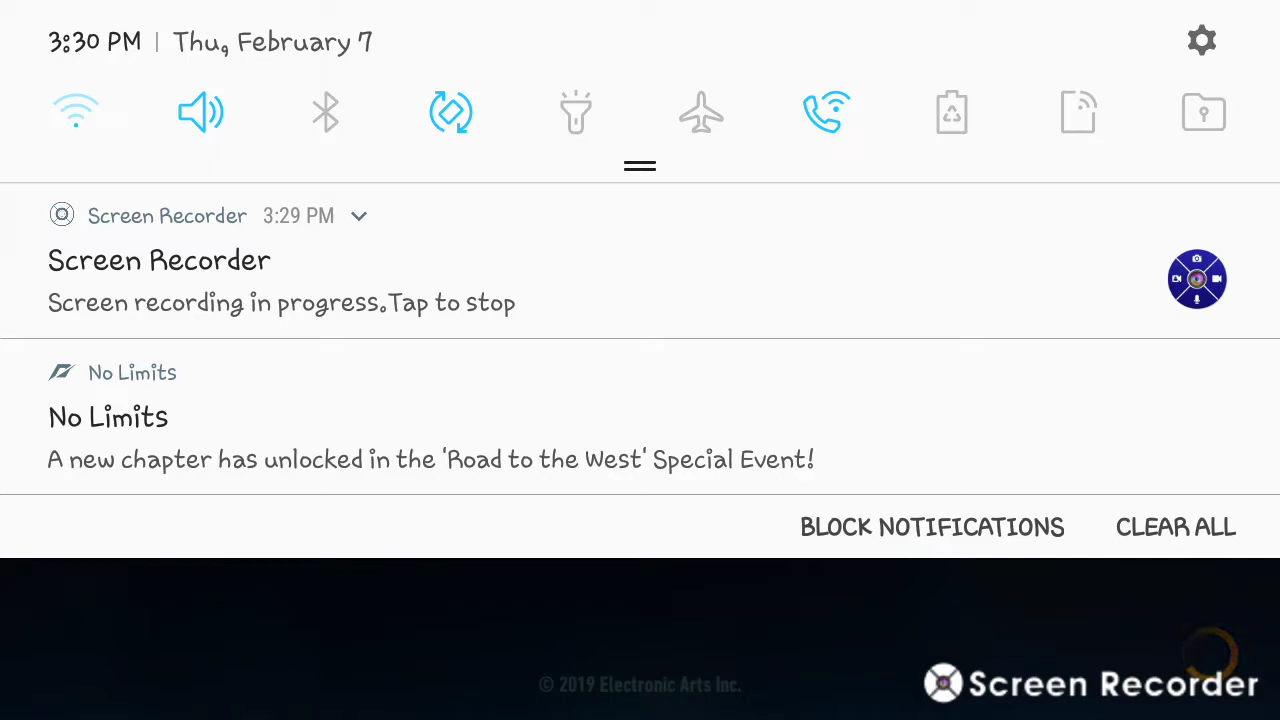 3:30 PM | Thu, February 7
Screen Recorder 3:29 PM
Screen Recorder
Screen recording in progress.Tap to stop
No Limits
No Limits
A new chapter has unlocked in the 'Road to the West' Special Event!
BLOCK NOTIFICATIONS CLEAR ALL
© 2019 Electronic Arts Inc.
Screen Recorder